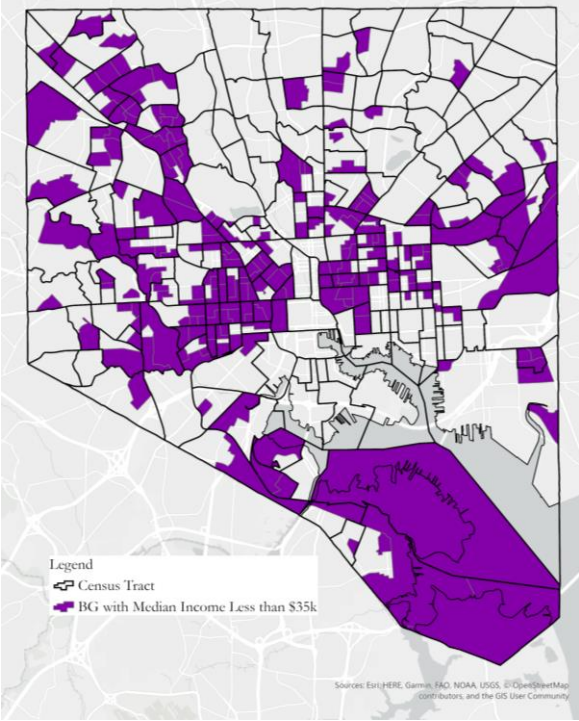 Legend
Census Tract
BG with Median Income Less than $35k
Sources: Esri, HERE, Garmin, FAO, NOAA, USGS, © OpenStreetMap
contributors, and the GIS User Community